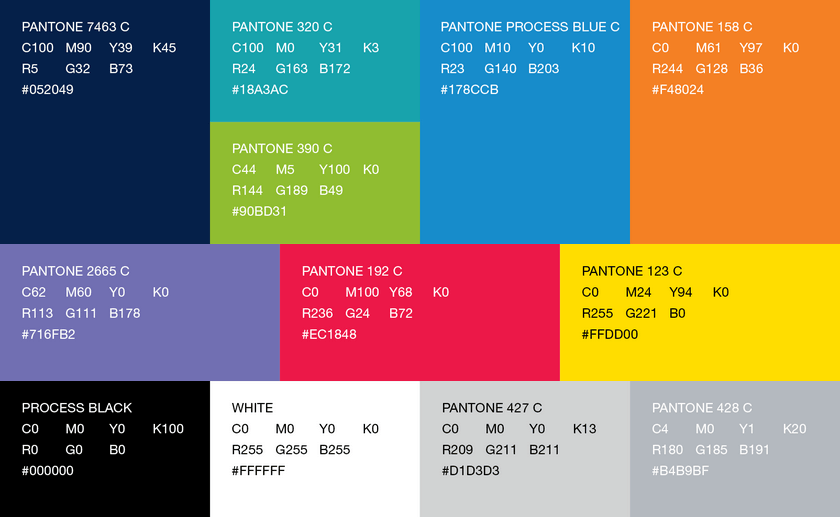 PANTONE 7463 C
C100 M90 Y39 K45
R5 G32 B73
#052049
PANTONE 320 C
C100 M0 Y31 K3
R24 G163 B172
#18A3AC
PANTONE 390 C
C44 M5 Y100 K0
R144 G189 B49
#90BD31
PANTONE PROCESS BLUE C
C100 M10 Y0 K10
R23 G140 B203
#178CCB
PANTONE 158 C
C0 M61 Y97 K0
R244 G128 B36
#F48024
PANTONE 2665 C
C62 M60 Y0 K0
R113 G111 B178
#716FB2
PANTONE 192 C
C0 M100 Y68 K0
R236 G24 B72
#EC1848
PANTONE 123 C
C0 M24 Y94 K0
R255 G221 B0
#FFDD00
PROCESS BLACK
C0 M0 Y0 K100
R0 G0 B0
#000000
WHITE
C0 M0 Y0 K0
R255 G255 B255
#FFFFFF
PANTONE 427 C
C0 M0 Y0 K13
R209 G211 B211
#D1D3D3
PANTONE 428 C
C4 M0 Y1 K20
R180 G185 B191
#B4B9BF